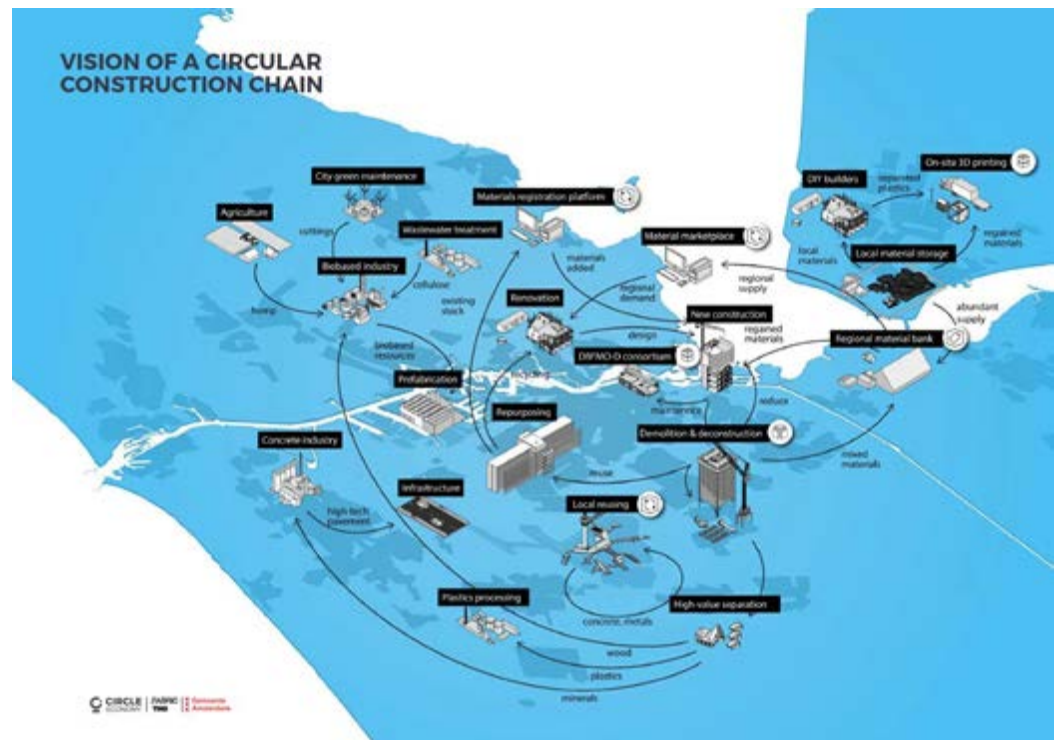 VISION OF A CIRCULAR
CONSTRUCTION CHAIN
City green maintenance
Agriculture
cuttings
Wastewater treatment
Biobased industry
cellulose
hemp
biobased
resources
Materials registration platform
materials
added
existing
stock
Material marketplace
regional
demand
regional
supply
DIY builders
separated
plastics
On-site 3D printing
local
materials
Local material storage
regained
materials
abundant
supply
Regional material bank
Renovation
design
New construction
regained
materials
DBFMO-D consortium
maintenance
reduce
Prefabrication
Repurposing
Demolition & deconstruction
mixed
materials
reuse
Concrete industry
high-tech
pavement
Infrastructure
Local reusing
concrete, metals
High-value separation
Plastics processing
wood
plastics
minerals
CIRCLE
ECONOMY
FABRIC
TNO
Gemeente
Amsterdam